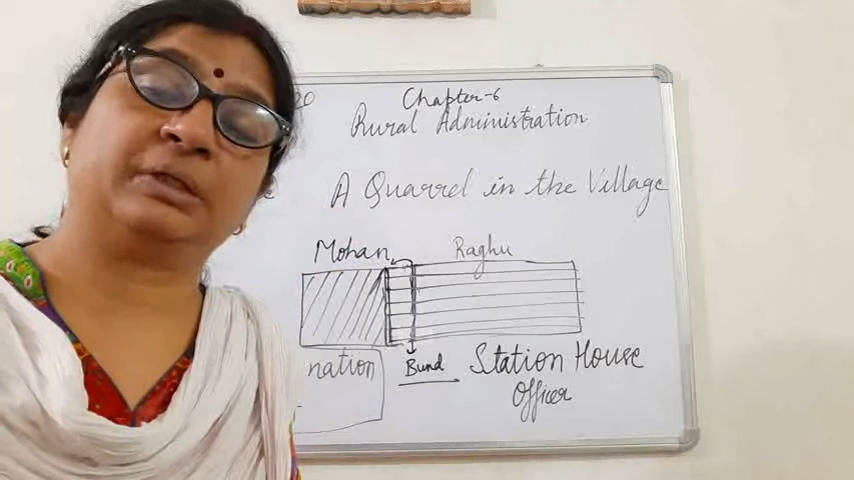 Chapter-6
Rural Administration
A Quarrel in the Village
Mohan
Raghu
nation
Bund
Station House
Officer